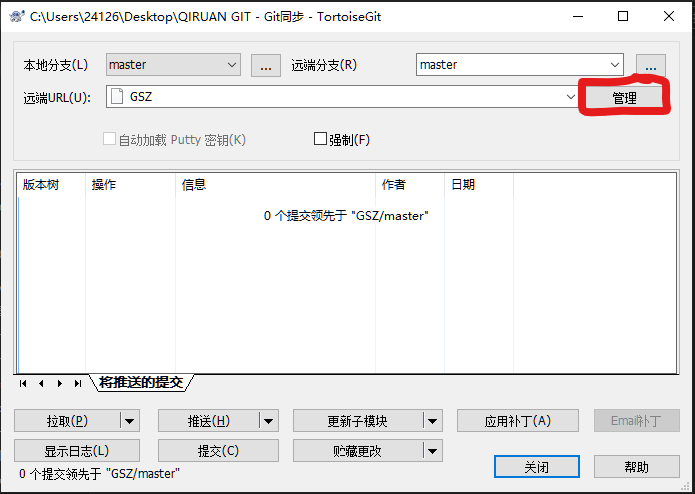 C:\Users\24126\Desktop\QIRUAN GIT - Git同步 - TortoiseGit
本地分支(L) master ... 远端分支(R) master ...
远端URL(U): GSZ 管理
自动加载 Putty 密钥(K) 强制(F)
版本树 操作 信息 作者 日期
0 个提交领先于 "GSZ/master"
将推送的提交
拉取(P) 推送(H) 更新子模块 应用补丁(A) Email补丁
显示日志(L) 提交(C) 贮藏更改
0 个提交领先于 "GSZ/master" 关闭 帮助